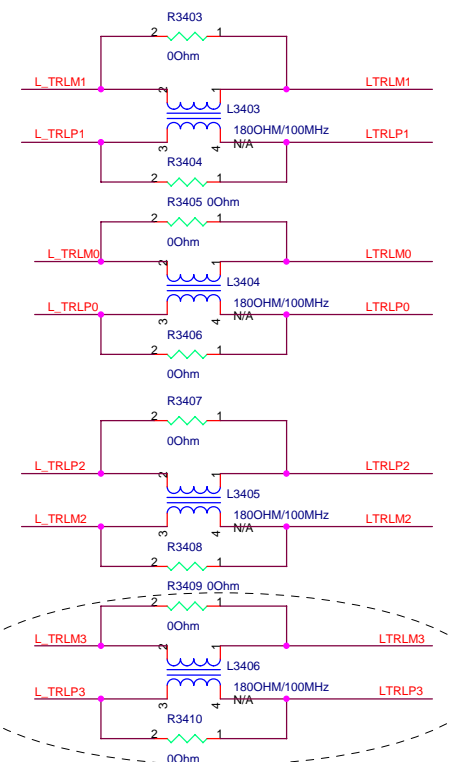 R3403
2 1
0Ohm
L_TRLM1 LTRLM1
2 1
L3403
L_TRLP1 180OHM/100MHz LTRLP1
3 4 N/A
R3404
2 1
R3405 0Ohm
2 1
0Ohm
L_TRLM0 LTRLM0
2 1
L3404
L_TRLP0 180OHM/100MHz LTRLP0
3 4 N/A
R3406
2 1
0Ohm
R3407
2 1
0Ohm
L_TRLP2 LTRLP2
2 1
L3405
L_TRLM2 180OHM/100MHz LTRLM2
3 4 N/A
R3408
2 1
R3409 0Ohm
2 1
0Ohm
L_TRLM3 LTRLM3
2 1
L3406
L_TRLP3 180OHM/100MHz LTRLP3
3 4 N/A
R3410
2 1
0Ohm